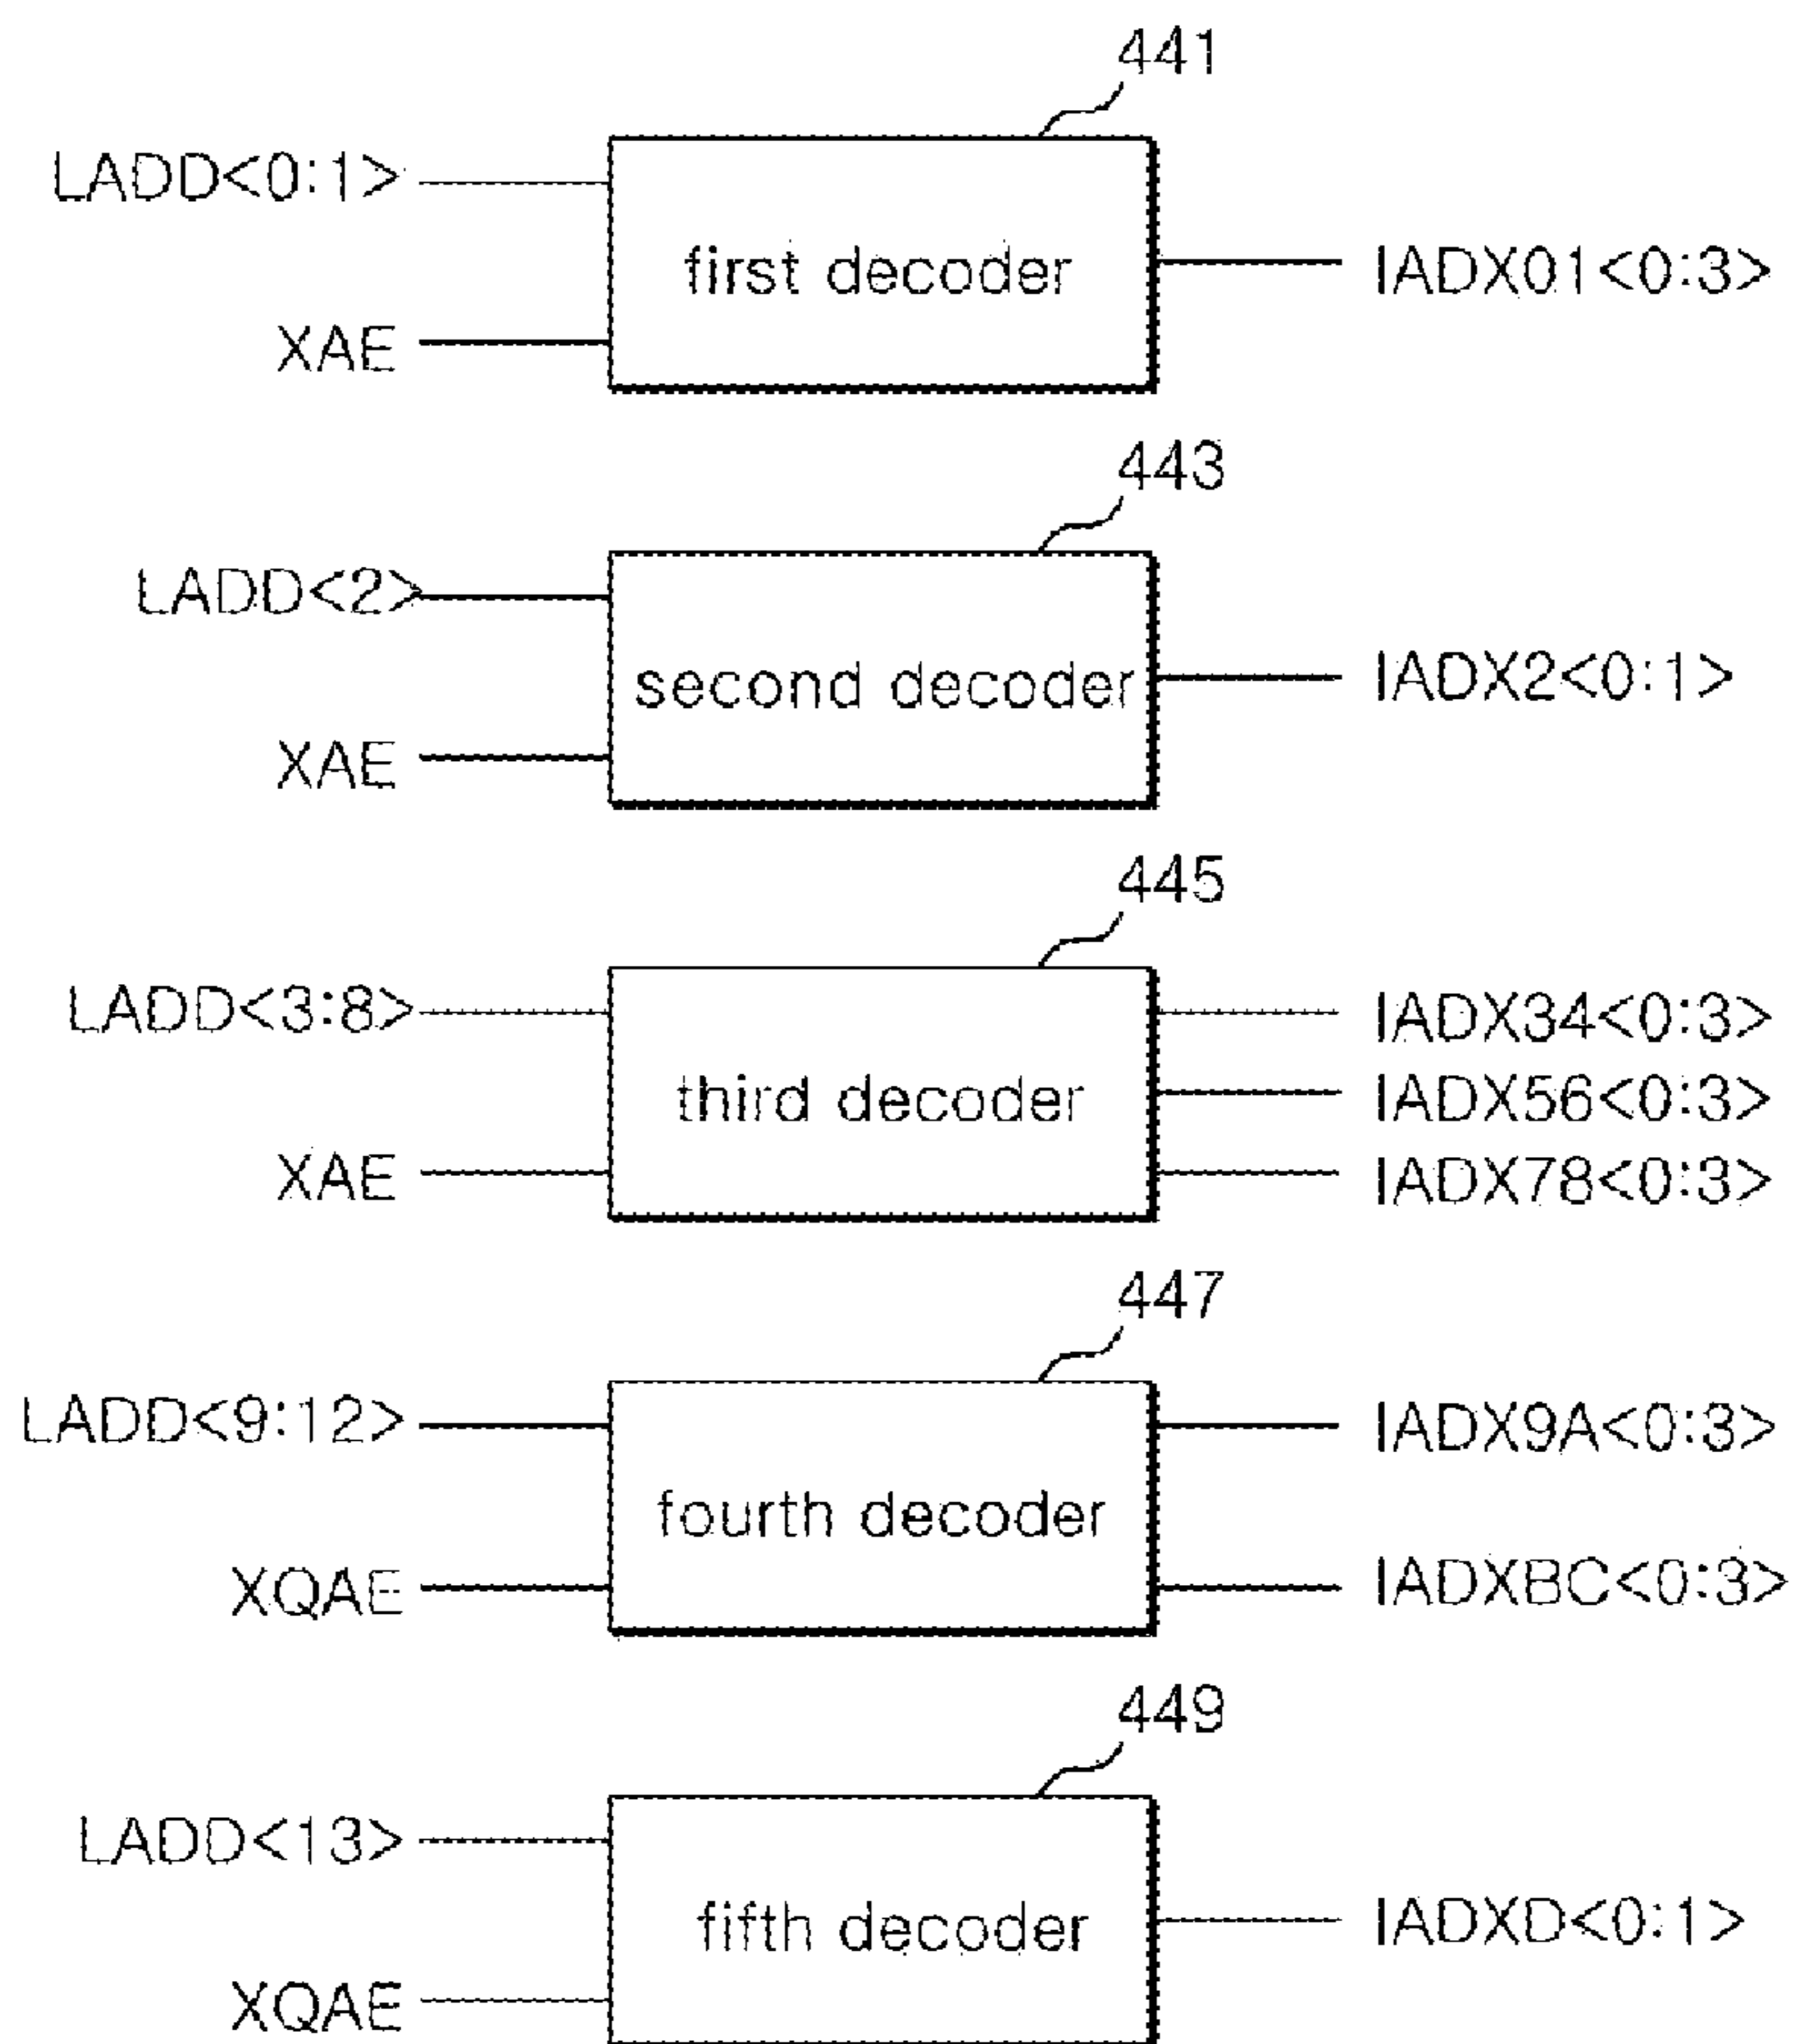 441
LADD<0:1>
first decoder
IADX01<0:3>
XAE
443
LADD<2>
second decoder
IADX2<0:1>
XAE
445
LADD<3:8>
IADX34<0:3>
third decoder
IADX56<0:3>
XAE
IADX78<0:3>
447
LADD<9:12>
IADX9A<0:3>
fourth decoder
XQAE
IADXBC<0:3>
449
LADD<13>
fifth decoder
IADXD<0:1>
XQAE